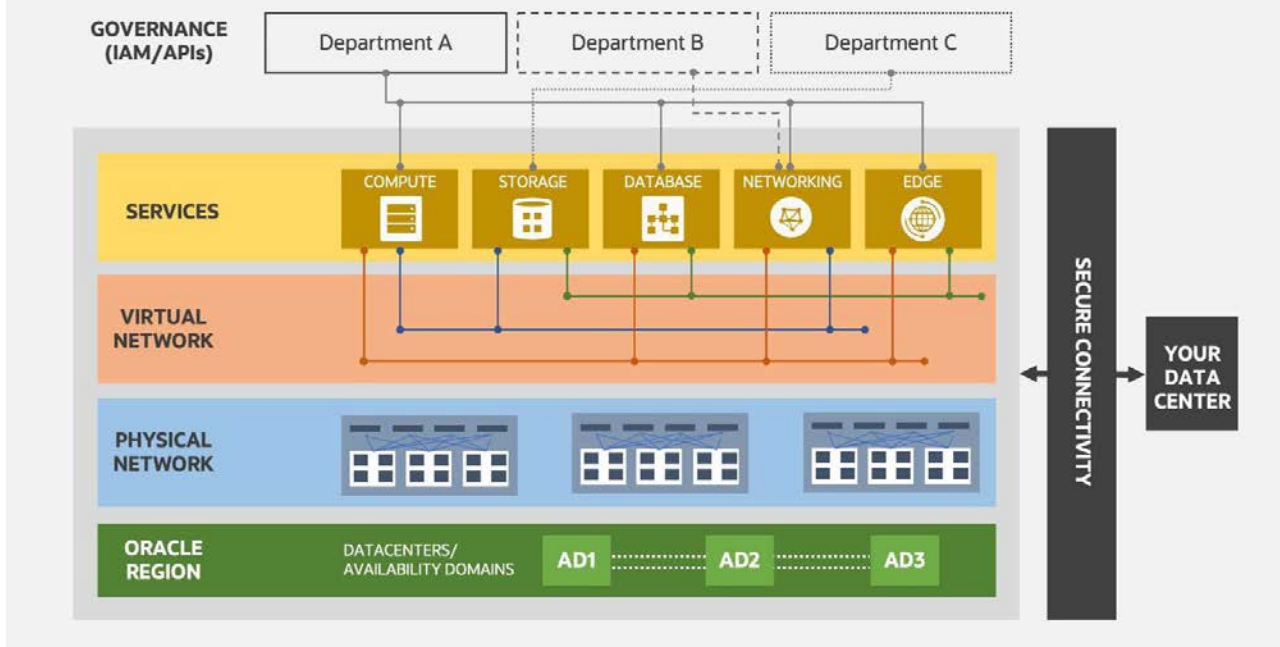 GOVERNANCE
(IAM/APIs)
Department A
Department B
Department C
SERVICES
COMPUTE
STORAGE
DATABASE
NETWORKING
EDGE
VIRTUAL
NETWORK
PHYSICAL
NETWORK
ORACLE
REGION
DATACENTERS/
AVAILABILITY DOMAINS
AD1
AD2
AD3
SECURE CONNECTIVITY
YOUR
DATA
CENTER